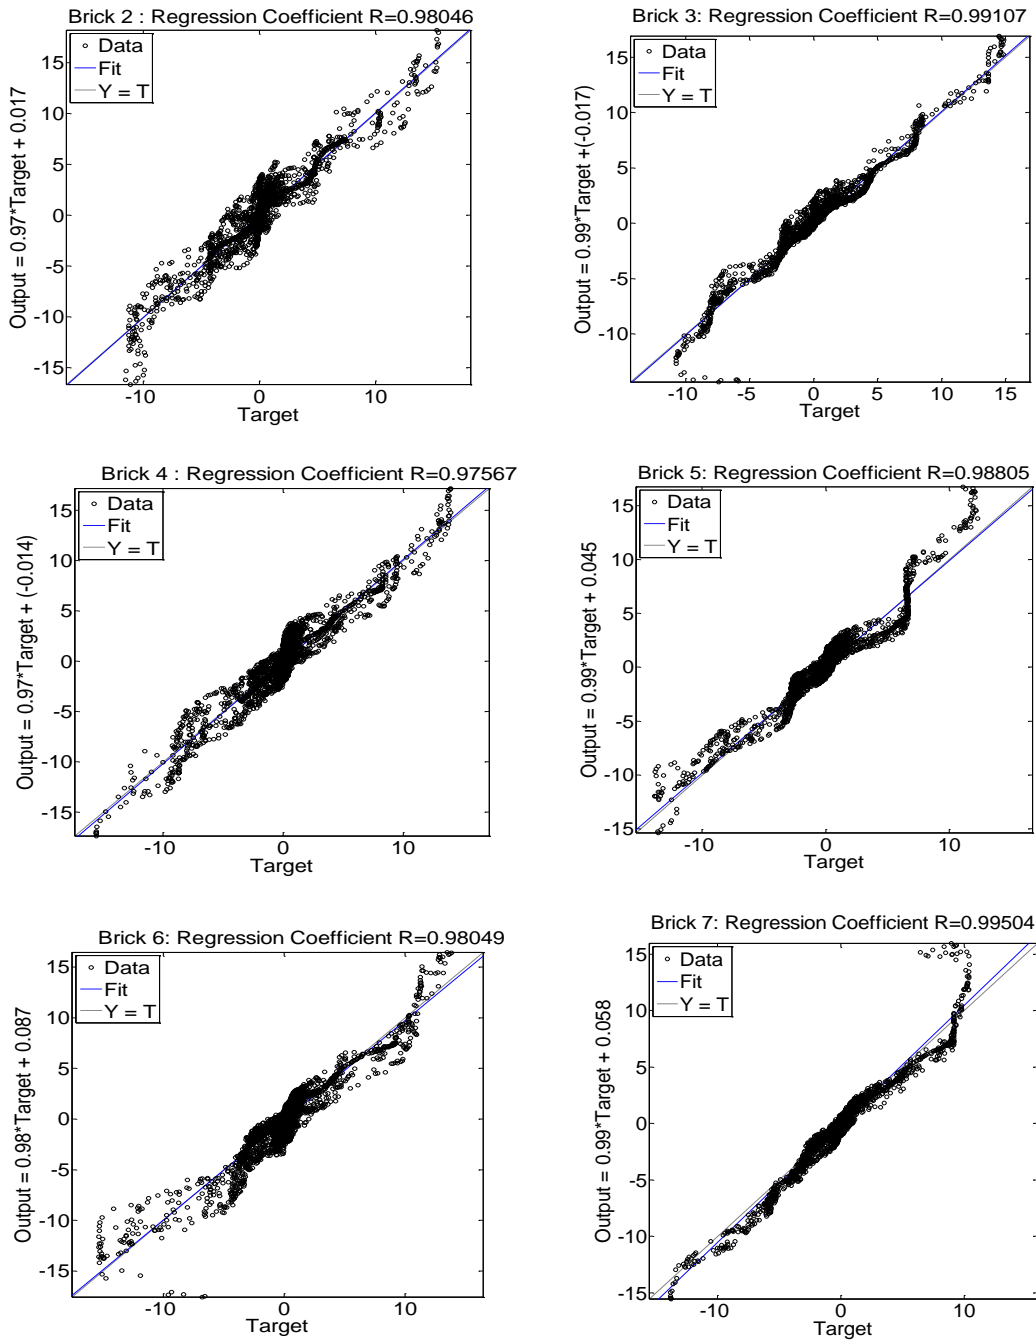 Brick 2 : Regression Coefficient R=0.98046
Data
Fit
Y = T
Output = 0.97*Target + 0.017
15
10
5
0
-5
-10
-15
-10
0
10
Target
Brick 3: Regression Coefficient R=0.99107
Data
Fit
Y = T
Output = 0.99*Target +(-0.017)
15
10
5
0
-5
-10
-10
-5
0
5
10
15
Target
Brick 4 : Regression Coefficient R=0.97567
Data
Fit
Y = T
Output = 0.97*Target + (-0.014)
15
10
5
0
-5
-10
-15
-10
0
10
Target
Brick 5: Regression Coefficient R=0.98805
Data
Fit
Y = T
Output = 0.99*Target + 0.045
15
10
5
0
-5
-10
-15
-10
0
10
Target
Brick 6: Regression Coefficient R=0.98049
Data
Fit
Y = T
Output = 0.98*Target + 0.087
15
10
5
0
-5
-10
-15
-10
0
10
Target
Brick 7: Regression Coefficient R=0.99504
Data
Fit
Y = T
Output = 0.99*Target + 0.058
15
10
5
0
-5
-10
-15
-10
0
10
Target